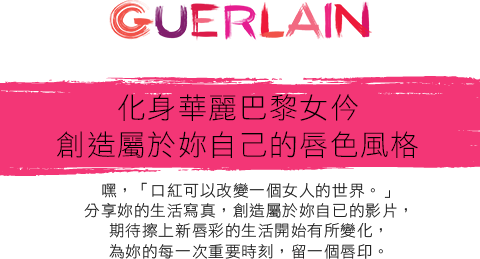 GUERLAIN
化身華麗巴黎女伶
創造屬於妳自己的唇色風格
嘿，「口紅可以改變一個女人的世界。」
分享妳的生活寫真，創造屬於妳自已的影片，
期待擦上新唇彩的生活開始有所變化，
為妳的每一次重要時刻，留一個唇印。